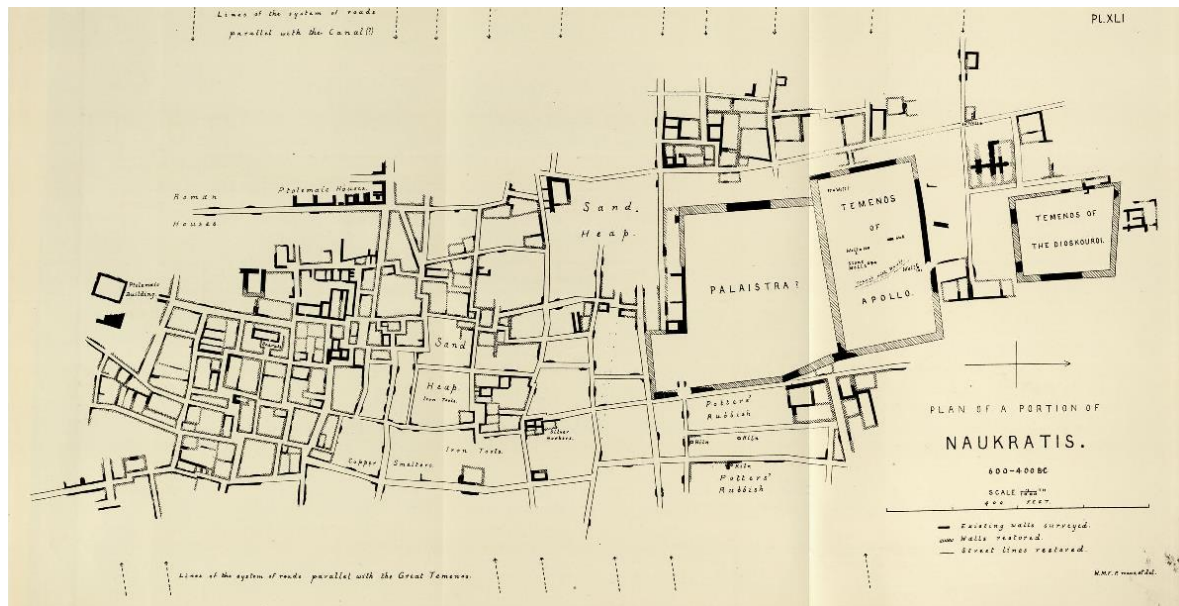 Lines of the system of roads
parallel with the Canal(?)
PL.XLI
Roman
Houses
Ptolemaic Houses.
Sand.
Heap.
TEMENOS
OF
APOLLO.
TEMENOS OF
THE DIOSKOUROI.
Ptolemaic
Building
PALAISTRA?
Sand
Heap.
Iron Tools.
Potters'
Rubbish
Silver
Workers.
Kiln
Kiln
Copper Smelters.
Iron Tools.
Kiln
Potters'
Rubbish
PLAN OF A PORTION OF
NAUKRATIS.
600-400 BC
SCALE
400 FEET.
Existing walls surveyed.
Walls restored.
Street lines restored.
Lines of the system of roads parallel with the Great Temenos.